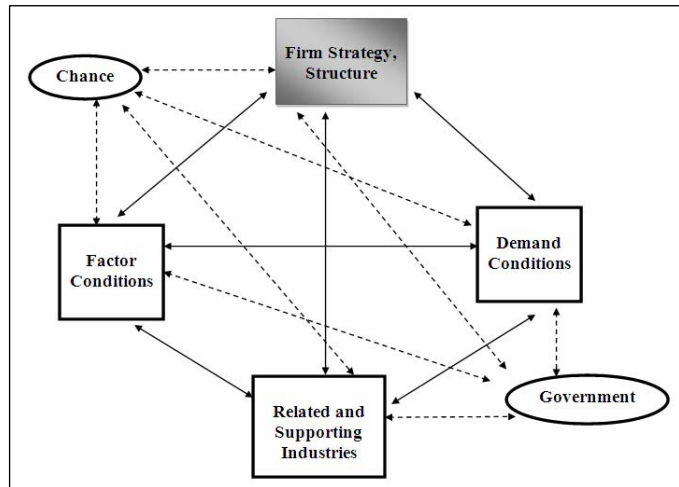 Firm Strategy,
Structure
Chance
Factor
Conditions
Demand
Conditions
Related and
Supporting
Industries
Government